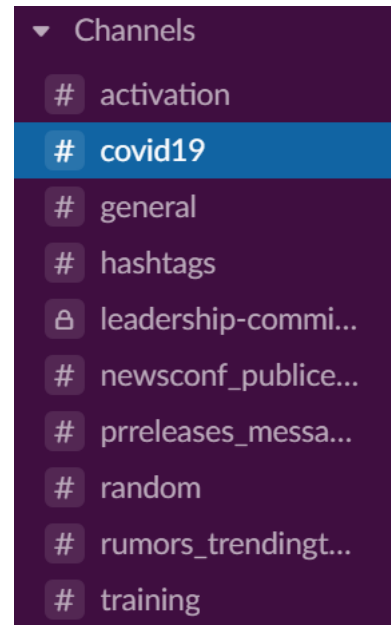 Channels
# activation
# covid19
# general
# hashtags
leadership-commi...
# newsconf_publice...
# prreleases_messa...
# random
# rumors_trendingt...
# training